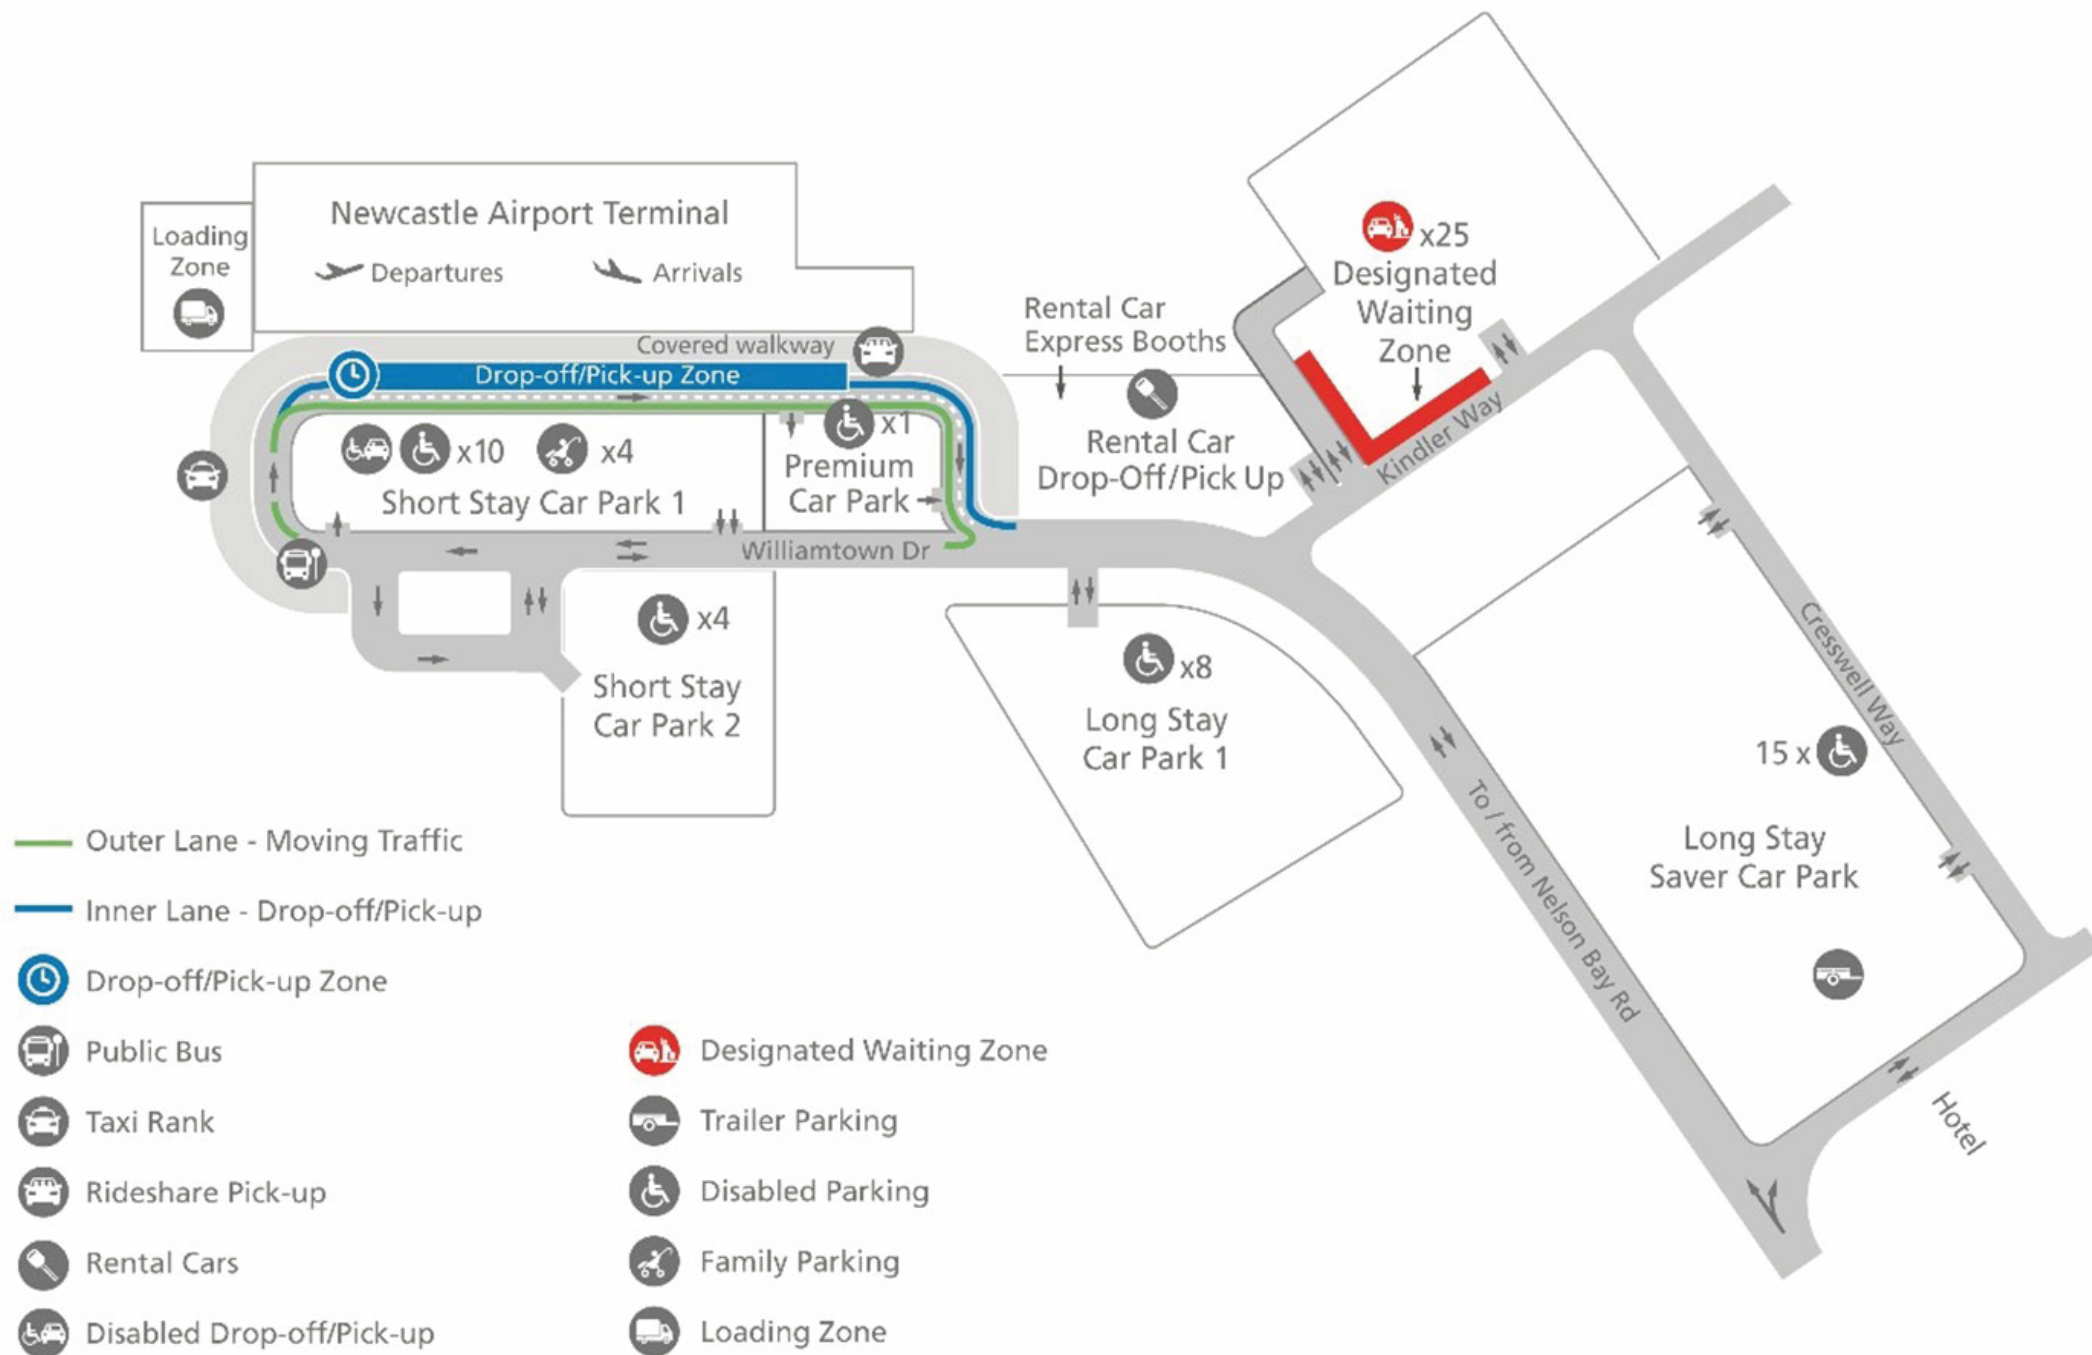 Newcastle Airport Terminal
Departures
Arrivals
Loading
Zone
Covered walkway
Drop-off/Pick-up Zone
x10
x4
Short Stay Car Park 1
x1
Premium
Car Park
Williamtown Dr
x4
Short Stay
Car Park 2
Rental Car
Express Booths
Rental Car
Drop-Off/Pick Up
x25
Designated
Waiting
Zone
Kindler Way
x8
Long Stay
Car Park 1
Cresswell Way
15 x
Long Stay
Saver Car Park
To / from Nelson Bay Rd
Hotel
Outer Lane - Moving Traffic
Inner Lane - Drop-off/Pick-up
Drop-off/Pick-up Zone
Public Bus
Taxi Rank
Rideshare Pick-up
Rental Cars
Disabled Drop-off/Pick-up
Designated Waiting Zone
Trailer Parking
Disabled Parking
Family Parking
Loading Zone